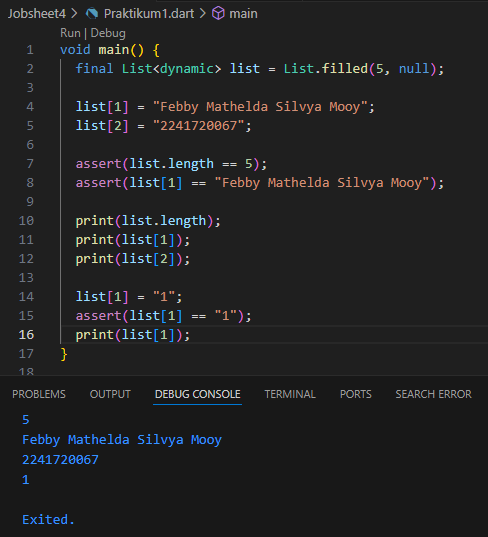 Jobsheet4 > Praktikum1.dart > main
Run | Debug
1 void main() {
2 final List<dynamic> list = List.filled(5, null);
3
4 list[1] = "Febby Mathelda Silvya Mooy";
5 list[2] = "2241720067";
6
7 assert(list.length == 5);
8 assert(list[1] == "Febby Mathelda Silvya Mooy");
9
10 print(list.length);
11 print(list[1]);
12 print(list[2]);
13
14 list[1] = "1";
15 assert(list[1] == "1");
16 print(list[1]);
17 }
18
PROBLEMS OUTPUT DEBUG CONSOLE TERMINAL PORTS SEARCH ERROR
5
Febby Mathelda Silvya Mooy
2241720067
1
Exited.